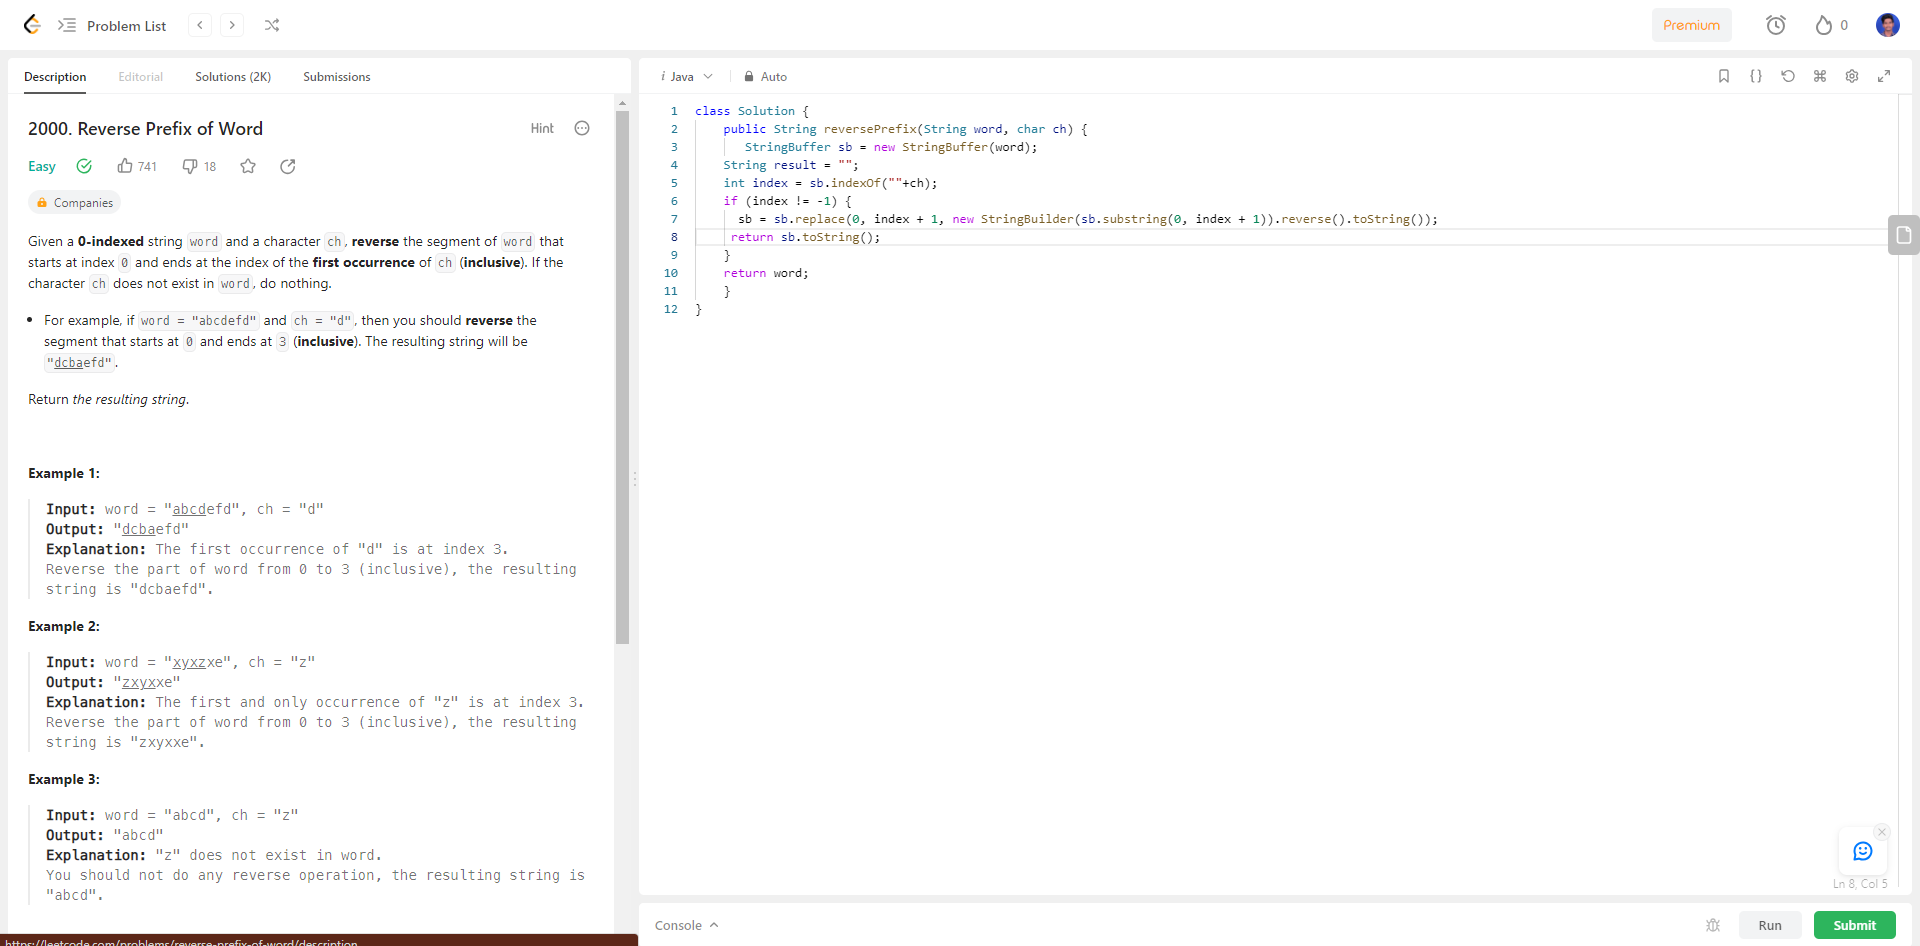 Problem List
Premium
0
Description Editorial Solutions (2K) Submissions
2000. Reverse Prefix of Word
Hint
Easy
741
18
Companies
Given a 0-indexed string word and a character ch, reverse the segment of word that
starts at index 0 and ends at the index of the first occurrence of ch (inclusive). If the
character ch does not exist in word, do nothing.
For example, if word = "abcdefd" and ch = "d", then you should reverse the
segment that starts at 0 and ends at 3 (inclusive). The resulting string will be
"dcbaefd".
Return the resulting string.
Example 1:
Input: word = "abcdefd", ch = "d"
Output: "dcbaefd"
Explanation: The first occurrence of "d" is at index 3.
Reverse the part of word from 0 to 3 (inclusive), the resulting
string is "dcbaefd".
Example 2:
Input: word = "xyxzxe", ch = "z"
Output: "zxyxxe"
Explanation: The first and only occurrence of "z" is at index 3.
Reverse the part of word from 0 to 3 (inclusive), the resulting
string is "zxyxxe".
Example 3:
Input: word = "abcd", ch = "z"
Output: "abcd"
Explanation: "z" does not exist in word.
You should not do any reverse operation, the resulting string is
"abcd".
https://leetcode.com/problems/reverse-prefix-of-word/description
i Java
Auto
1 class Solution {
2 public String reversePrefix(String word, char ch) {
3 StringBuffer sb = new StringBuffer(word);
4 String result = "";
5 int index = sb.indexOf(""+ch);
6 if (index != -1) {
7 sb = sb.replace(0, index + 1, new StringBuilder(sb.substring(0, index + 1)).reverse().toString());
8 return sb.toString();
9 }
10 return word;
11 }
12 }
Ln 8, Col 5
Console
Run
Submit